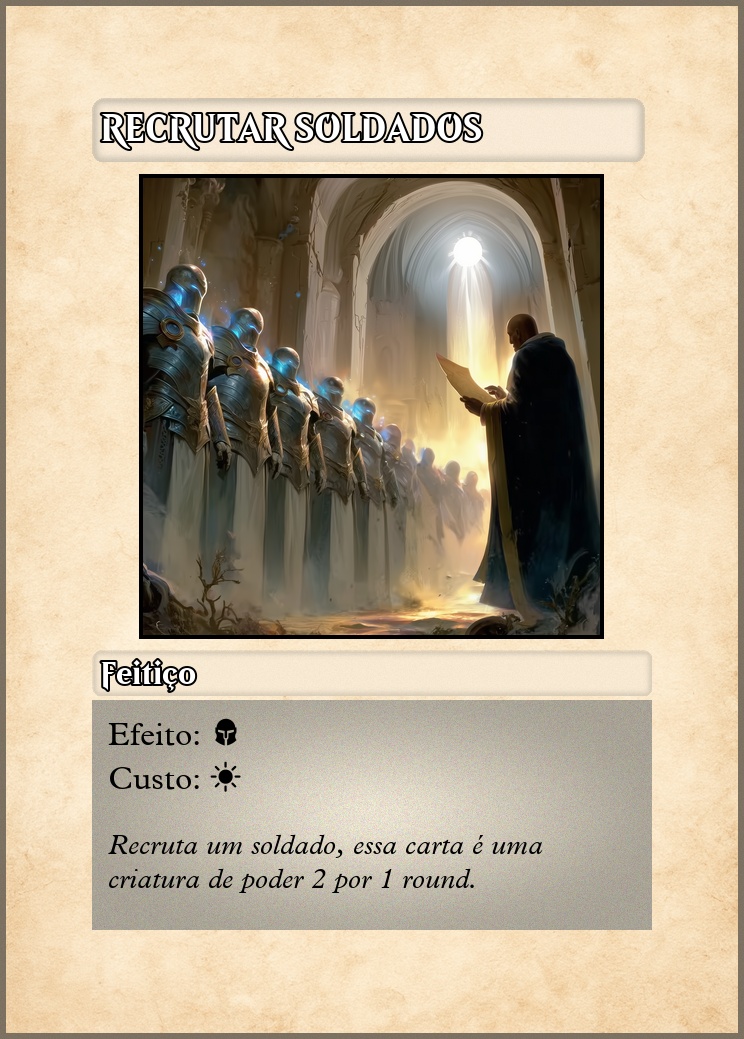 RECRUTAR SOLDADOS
Feitiço
Efeito:
Custo:
Recruta um soldado, essa carta é uma
criatura de poder 2 por 1 round.